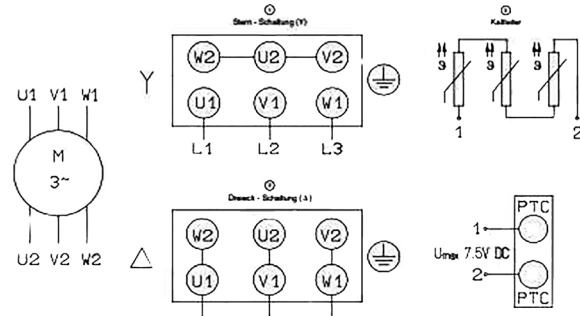 Stern - Schaltung (Y)
Kaltleiter
W2 U2 V2
U1 V1 W1
L1 L2 L3
Y
U1 V1 W1
M
3~
U2 V2 W2
ϑ ϑ ϑ
1 2
Dreieck - Schaltung (Δ)
W2 U2 V2
U1 V1 W1
Δ
PTC
1
Umax 7.5V DC
2
PTC